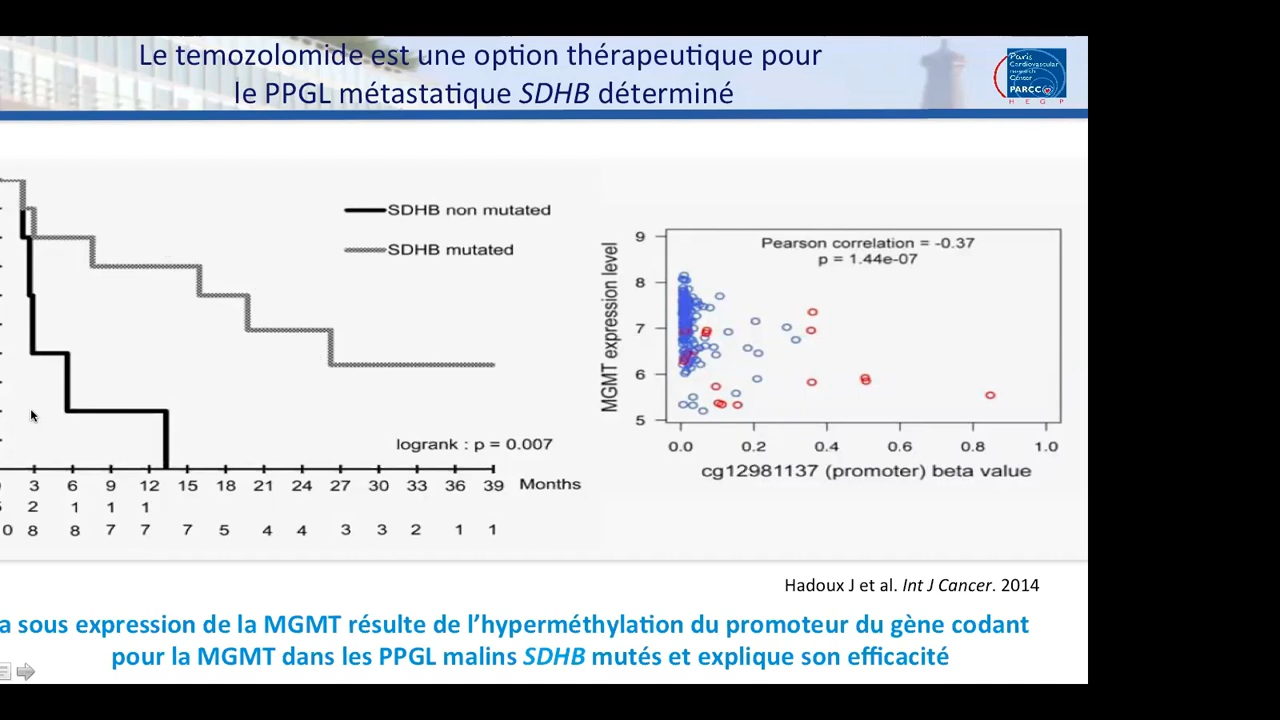 Le temozolomide est une option thérapeutique pour
le PPGL métastatique SDHB déterminé
Paris
Cardiovascular
Research
Center
PARCC
HEGP
SDHB non mutated
SDHB mutated
logrank : p = 0.007
3 6 9 12 15 18 21 24 27 30 33 36 39 Months
2 1 1 1
0 8 8 7 7 7 5 4 4 3 3 2 1 1
Pearson correlation = -0.37
p = 1.44e-07
MGMT expression level
9
8
7
6
5
0.0 0.2 0.4 0.6 0.8 1.0
cg12981137 (promoter) beta value
Hadoux J et al. Int J Cancer. 2014
a sous expression de la MGMT résulte de l'hyperméthylation du promoteur du gène codant
pour la MGMT dans les PPGL malins SDHB mutés et explique son efficacité